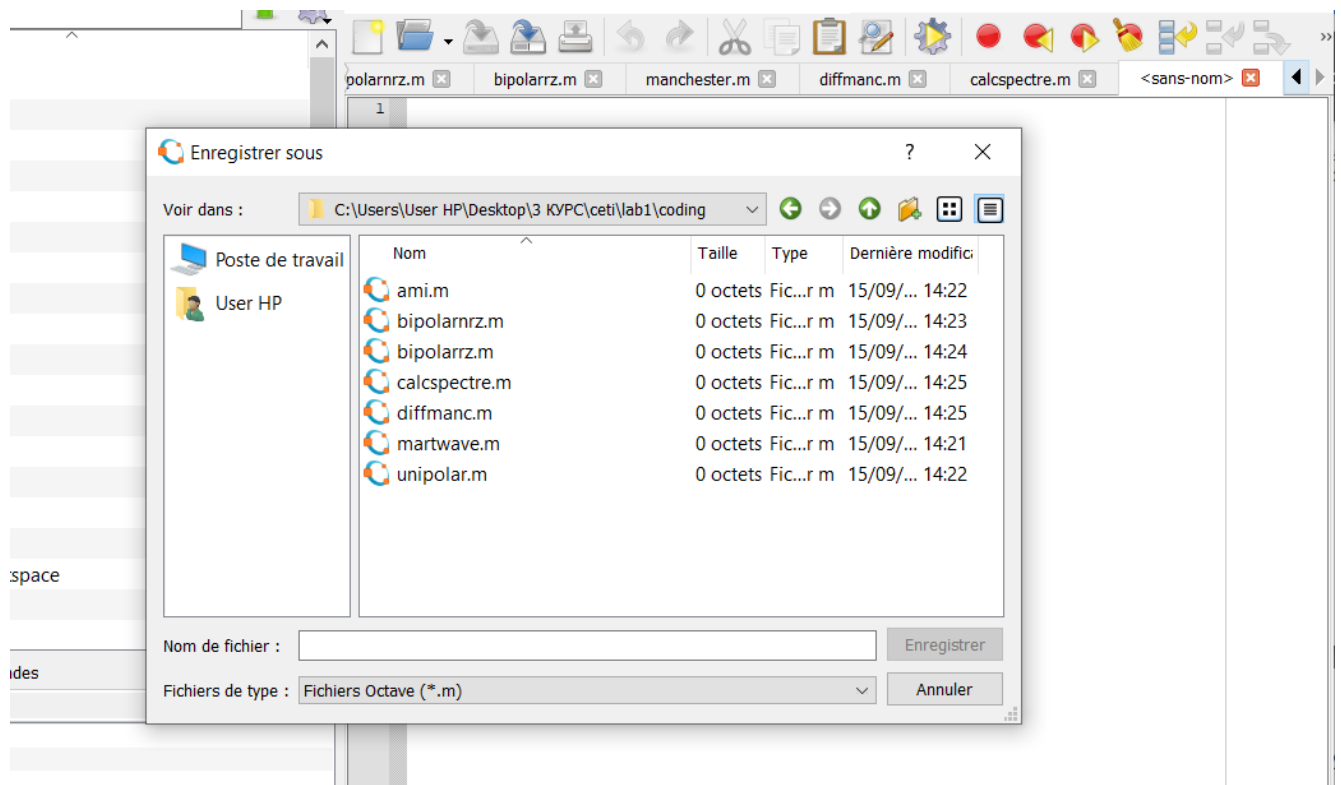 polarnrz.m bipolarrz.m manchester.m diffmanc.m calcspectre.m <sans-nom>
1
Enregistrer sous
Voir dans : C:\Users\User HP\Desktop\3 КУРС\ceti\lab1\coding
Poste de travail
User HP
Nom Taille Type Dernière modific
ami.m 0 octets Fic...r m 15/09/... 14:22
bipolarnrz.m 0 octets Fic...r m 15/09/... 14:23
bipolarrz.m 0 octets Fic...r m 15/09/... 14:24
calcspectre.m 0 octets Fic...r m 15/09/... 14:25
diffmanc.m 0 octets Fic...r m 15/09/... 14:25
martwave.m 0 octets Fic...r m 15/09/... 14:21
unipolar.m 0 octets Fic...r m 15/09/... 14:22
space
Nom de fichier : Enregistrer
ndes
Fichiers de type : Fichiers Octave (*.m) Annuler